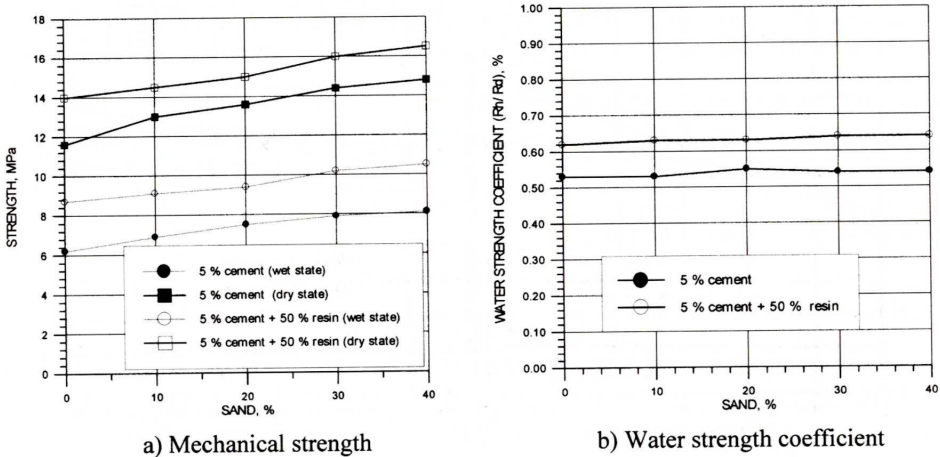 18
16
14
12
10
8
6
4
2
0
STRENGTH, MPa
5 % cement (wet state)
5 % cement (dry state)
5 % cement + 50 % resin (wet state)
5 % cement + 50 % resin (dry state)
0 10 20 30 40
SAND, %
a) Mechanical strength
1.00
0.90
0.80
0.70
0.60
0.50
0.40
0.30
0.20
0.10
0.00
WATER STRENGTH COEFFICIENT (Rh/ Rd), %
5 % cement
5 % cement + 50 % resin
0 10 20 30 40
SAND, %
b) Water strength coefficient